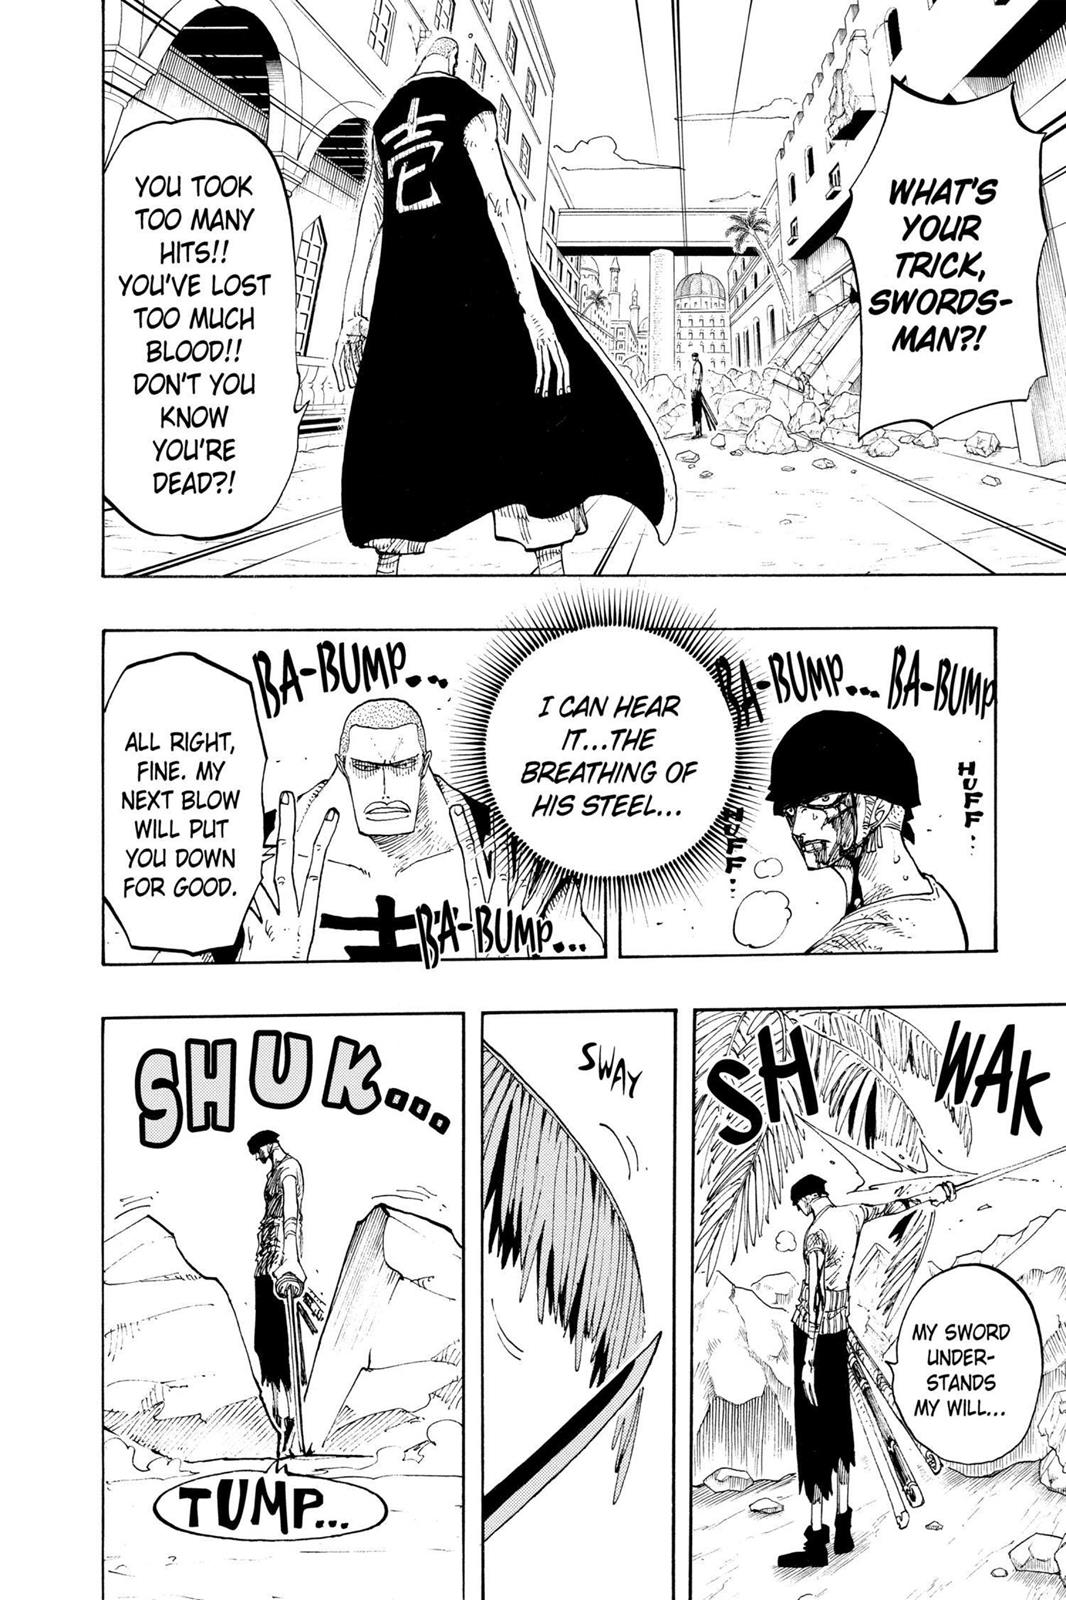 WHAT'S
YOUR
TRICK,
SWORDS-
MAN?!
壱
YOU TOOK
TOO MANY
HITS!!
YOU'VE LOST
TOO MUCH
BLOOD!!
DON'T YOU
KNOW
YOU'RE
DEAD?!
BA-BUMP
BA-BUMP...
HUFF..
HUFF..
I CAN HEAR
IT...THE
BREATHING OF
HIS STEEL...
BA-BUMP...
ALL RIGHT,
FINE. MY
NEXT BLOW
WILL PUT
YOU DOWN
FOR GOOD.
BA-BUMP...
SHWAK
MY SWORD
UNDER-
STANDS
MY WILL...
SWAY
SHUK...
TUMP...